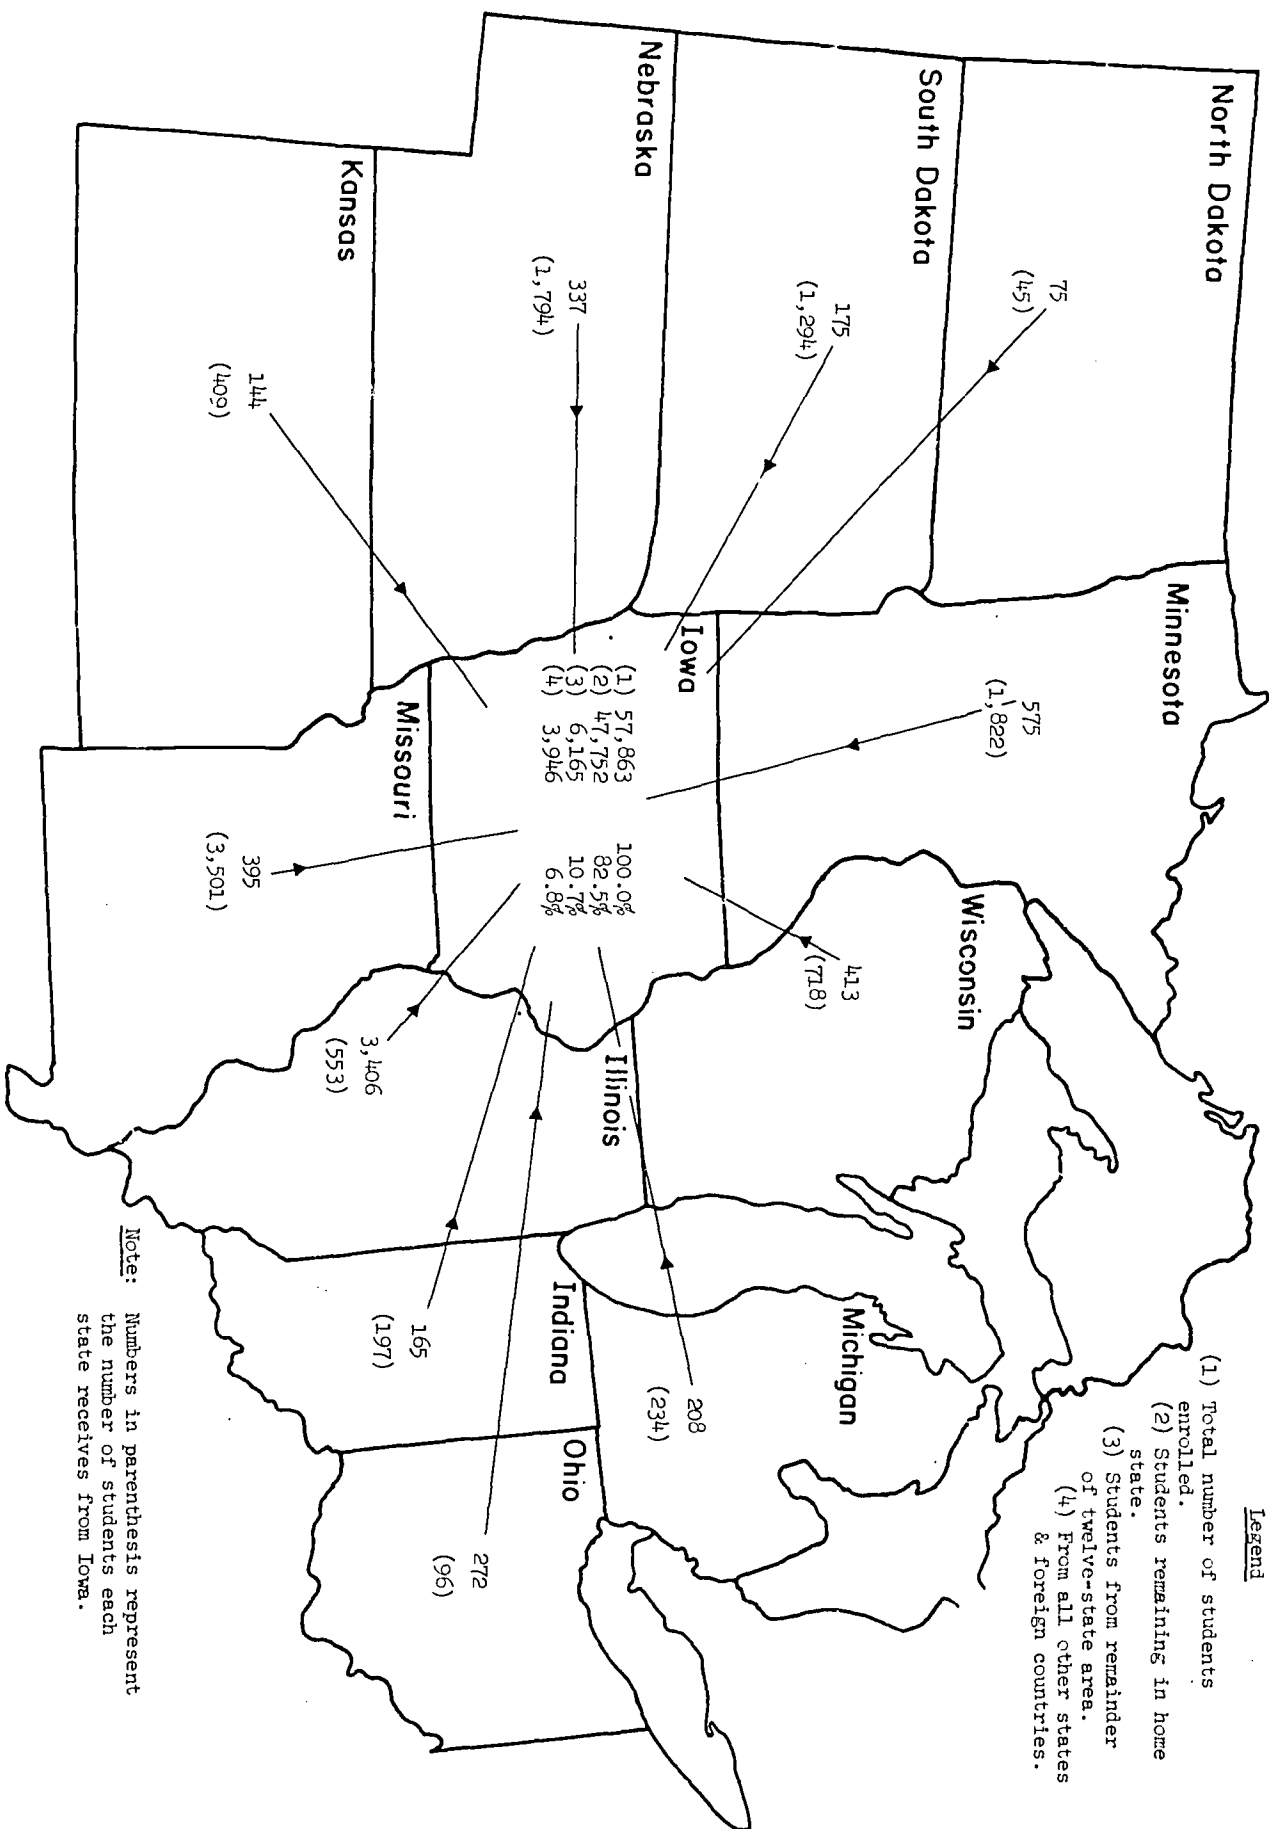 Legend
(1) Total number of students
enrolled.
(2) Students remaining in home
state.
(3) Students from remainder
of twelve-state area.
(4) From all other states
& foreign countries.
North Dakota
75
(45)
Minnesota
575
(1,822)
South Dakota
175
(1,294)
Wisconsin
413
(718)
Michigan
208
(234)
Nebraska
337
(1,794)
Iowa
(1) 57,863 100.0%
(2) 47,752 82.5%
(3) 6,165 10.7%
(4) 3,946 6.8%
Illinois
3,406
(553)
Indiana
165
(197)
Ohio
272
(96)
Kansas
144
(409)
Missouri
395
(3,501)
Note: Numbers in parenthesis represent
the number of students each
state receives from Iowa.